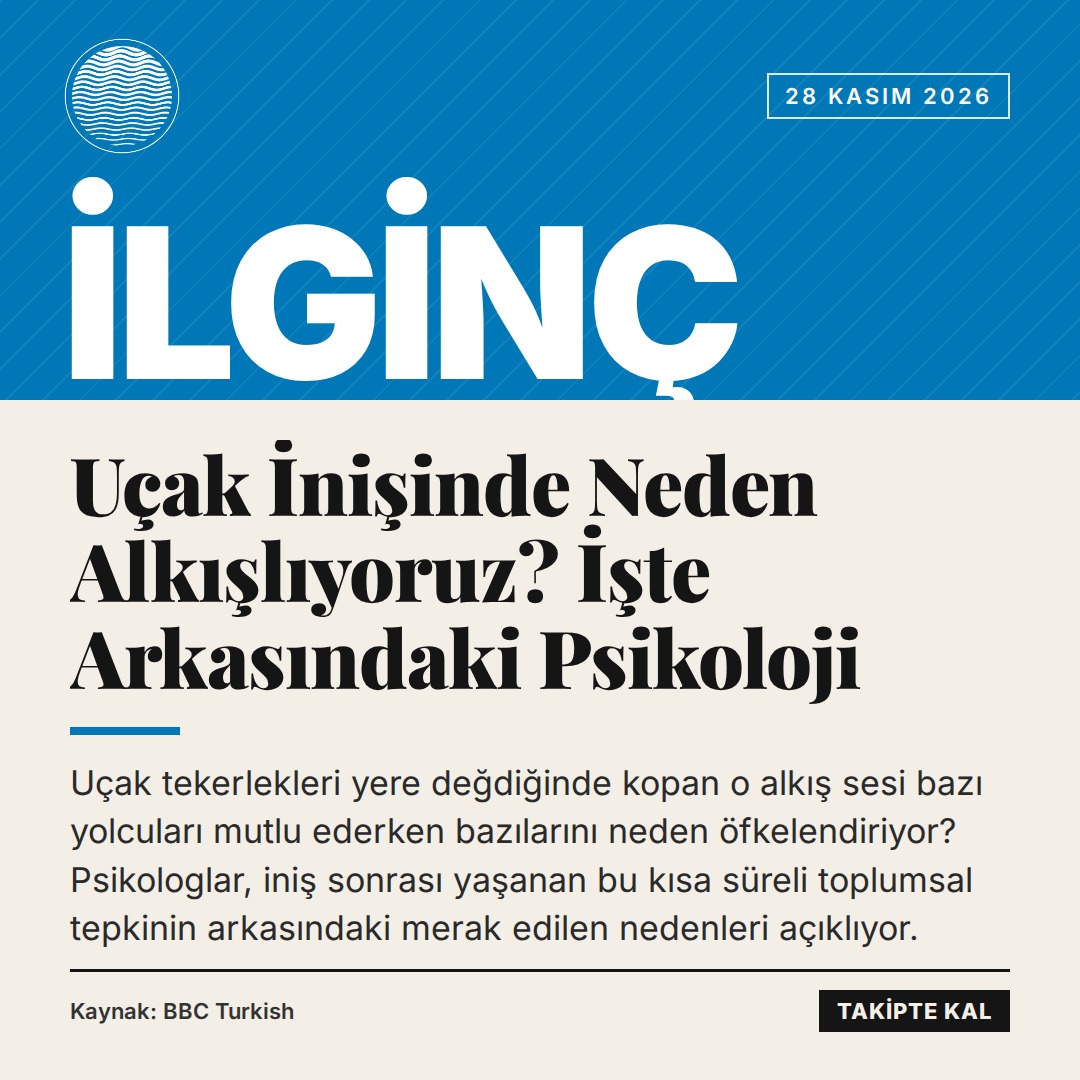 28 KASIM 2026
İLGİNÇ
Uçak İnişinde Neden
Alkışlıyoruz? İşte
Arkasındaki Psikoloji
Uçak tekerlekleri yere değdiğinde kopan o alkış sesi bazı
yolcuları mutlu ederken bazılarını neden öfkelendiriyor?
Psikologlar, iniş sonrası yaşanan bu kısa süreli toplumsal
tepkinin arkasındaki merak edilen nedenleri açıklıyor.
Kaynak: BBC Turkish
TAKİPTE KAL